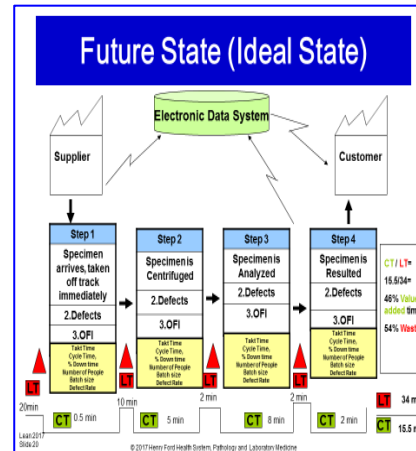 Future State (Ideal State)
Electronic Data System
Supplier
Customer
Step 1
Specimen
arrives, taken
off track
immediately
2.Defects
3.OFI
Takt Time
Cycle Time,
% Down time
Number of People
Batch size
Defect Rate
Step 2
Specimen is
Centrifuged
2.Defects
3.OFI
Takt Time
Cycle Time,
% Down time
Number of People
Batch size
Defect Rate
Step 3
Specimen
is Analyzed
2.Defects
3.OFI
Takt Time
Cycle Time,
% Down time
Number of People
Batch size
Defect Rate
Step 4
Specimen
is Resulted
2.Defects
3.OFI
Takt Time
Cycle Time,
% Down time
Number of People
Batch size
Defect Rate
CT / LT=
15.5/34=
46% Value
added tim
54% Wast
LT
LT
LT
LT
20min
10 min
2 min
2 min
LT 34 m
CT 0.5 min
CT 5 min
CT 8 min
CT 2 min
CT 15.5 m
Lean 2017
Slide 20
© 2017 Henry Ford Health System, Pathology and Laboratory Medicine